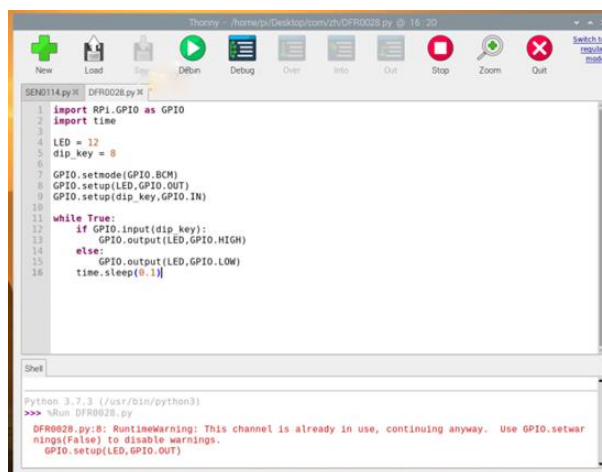 Thonny - /home/pi/Desktop/com/zh/DFR0028.py @ 16 : 20
New Load Debug Over Into Out Stop Zoom Quit
Switch to
regular
mode
SEN0114.py DFR0028.py
1 import RPi.GPIO as GPIO
2 import time
3
4 LED = 12
5 dip_key = 8
6
7 GPIO.setmode(GPIO.BCM)
8 GPIO.setup(LED,GPIO.OUT)
9 GPIO.setup(dip_key,GPIO.IN)
10
11 while True:
12 if GPIO.input(dip_key):
13 GPIO.output(LED,GPIO.HIGH)
14 else:
15 GPIO.output(LED,GPIO.LOW)
16 time.sleep(0.1)
Shell
Python 3.7.3 (/usr/bin/python3)
>>> %Run DFR0028.py
DFR0028.py:8: RuntimeWarning: This channel is already in use, continuing anyway. Use GPIO.setwar
nings(False) to disable warnings.
GPIO.setup(LED,GPIO.OUT)